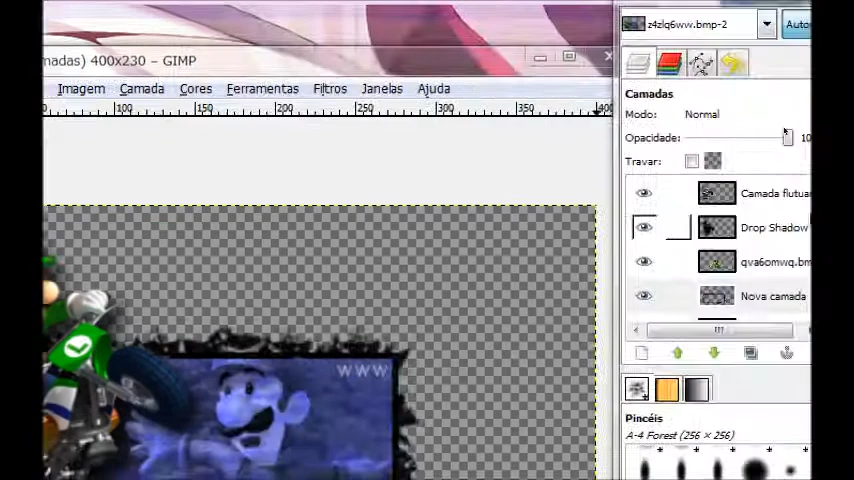 z4zlq6ww.bmp-2
Auto
madas) 400x230 – GIMP
Imagem Camada Cores Ferramentas Filtros Janelas Ajuda
100 150 200 250 300 350 400
Camadas
Modo: Normal
Opacidade: 10
Travar:
Camada flutua
Drop Shadow
qva6omwq.bm
Nova camada
Pincéis
A-4 Forest (256 × 256)
L
WWW